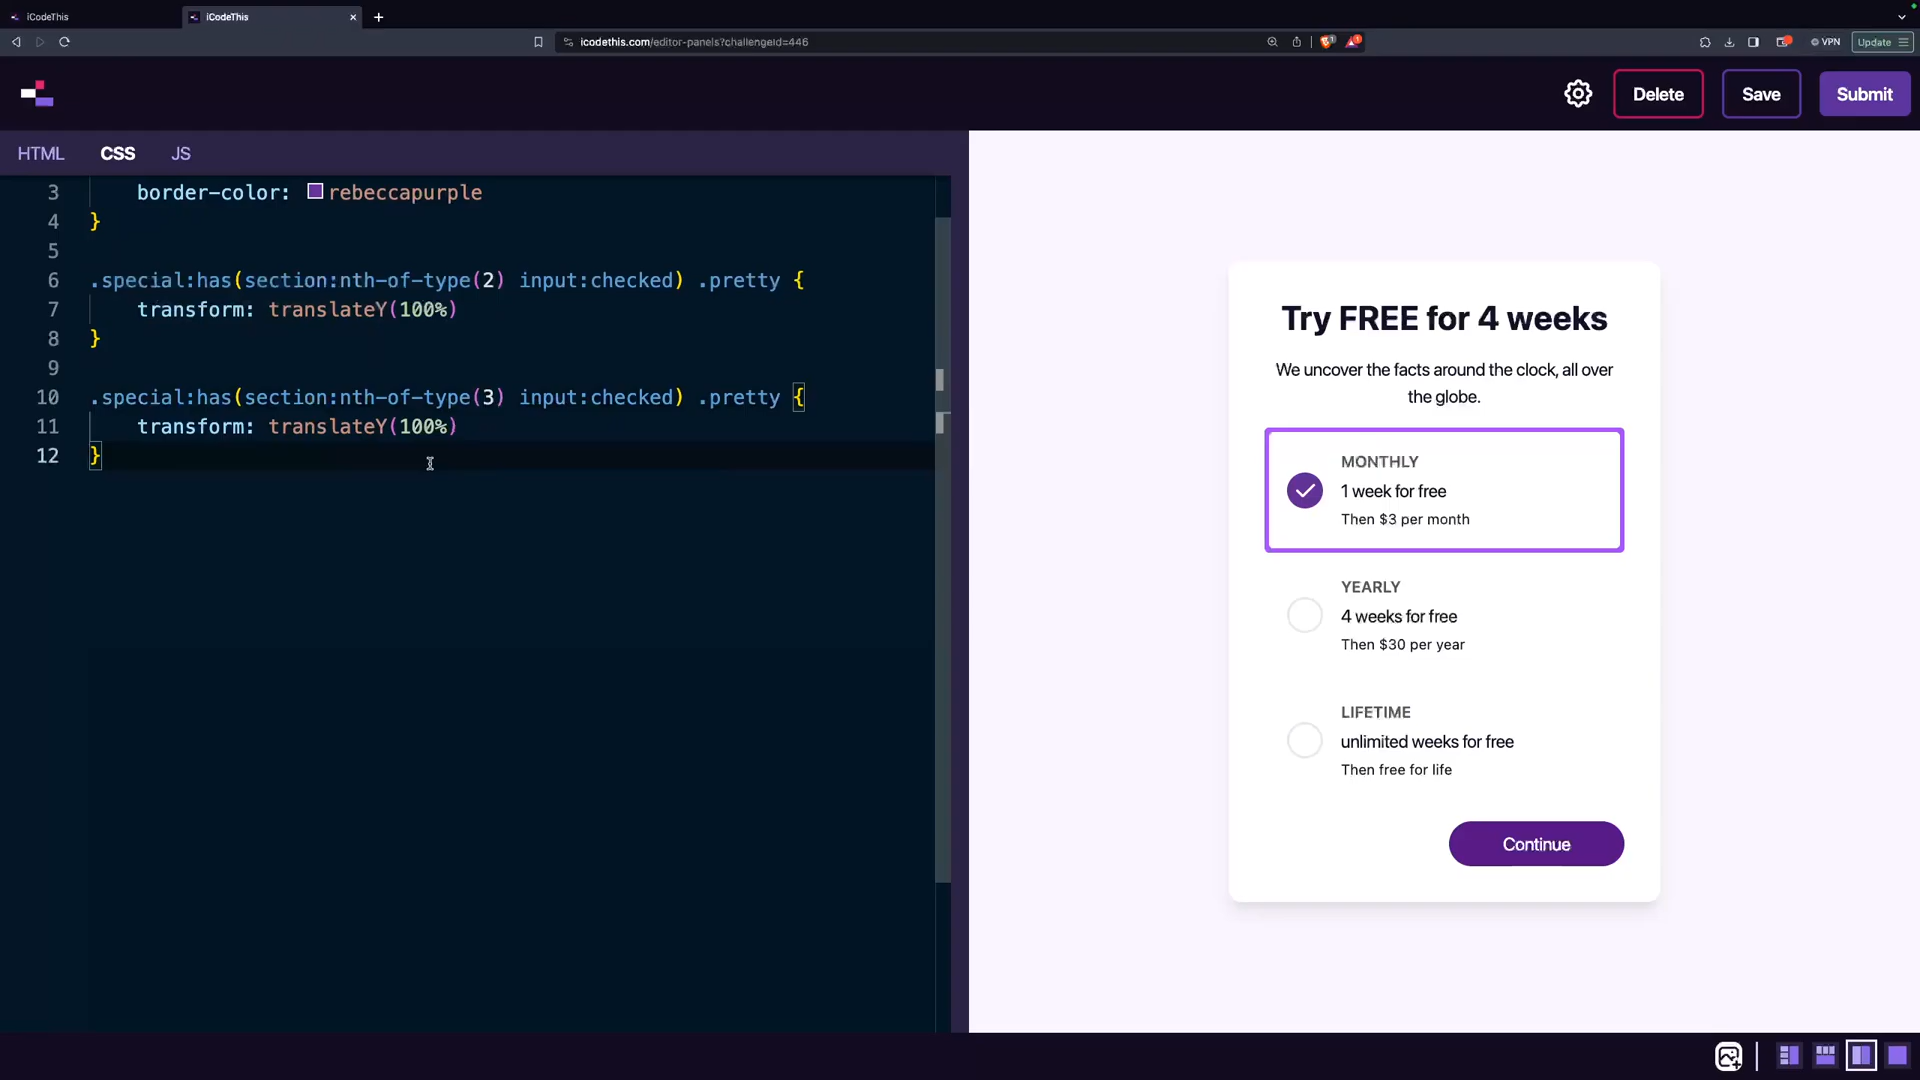 iCodeThis
iCodeThis
icodethis.com/editor-panels?challengeId=446
1
1
VPN
Update
Delete
Save
Submit
HTML
CSS
JS
3 border-color: rebeccapurple
4 }
5
6 .special:has(section:nth-of-type(2) input:checked) .pretty {
7 transform: translateY(100%)
8 }
9
10 .special:has(section:nth-of-type(3) input:checked) .pretty {
11 transform: translateY(100%)
12 }
Try FREE for 4 weeks
We uncover the facts around the clock, all over
the globe.
MONTHLY
1 week for free
Then $3 per month
YEARLY
4 weeks for free
Then $30 per year
LIFETIME
unlimited weeks for free
Then free for life
Continue